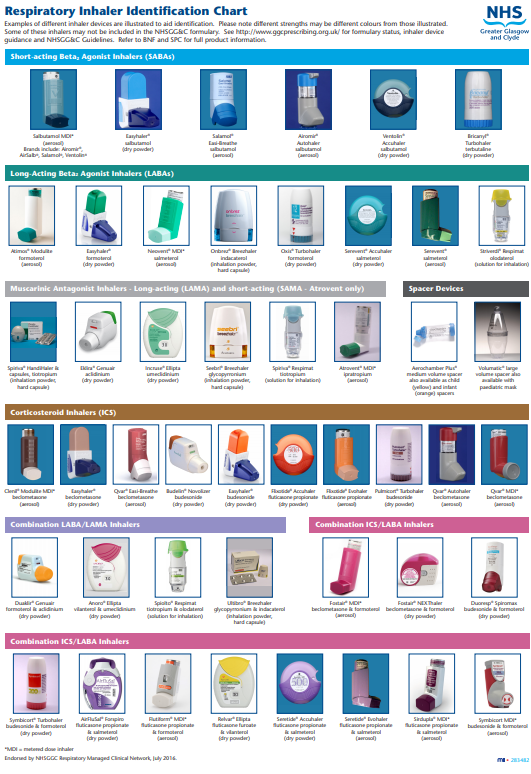 Respiratory Inhaler Identification Chart
Examples of different inhaler devices are illustrated to aid identification. Please note different strengths may be different colours from those illustrated.
Some of these inhalers may not be included in the NHSGG&C formulary. See http://www.ggcprescribing.org.uk/ for formulary status, inhaler device
guidance and NHSGG&C Guidelines. Refer to BNF and SPC for full product information.
NHS
Greater Glasgow
and Clyde
Short-acting Beta₂ Agonist Inhalers (SABAs)
Salbutamol MDI*
(aerosol)
Brands include: Airomir®,
AirSalb®, Salamol®, Ventolin®
Easyhaler®
salbutamol
(dry powder)
Salamol®
Easi-Breathe
salbutamol
(aerosol)
Airomir®
Autohaler
salbutamol
(aerosol)
Ventolin®
Accuhaler
salbutamol
(dry powder)
Bricanyl®
Turbohaler
terbutaline
(dry powder)
Long-Acting Beta₂ Agonist Inhalers (LABAs)
Atimos® Modulite
formoterol
(aerosol)
Easyhaler®
formoterol
(dry powder)
Neovent® MDI*
salmeterol
(aerosol)
Onbrez® Breezhaler
indacaterol
(inhalation powder,
hard capsule)
Oxis® Turbohaler
formoterol
(dry powder)
Serevent® Accuhaler
salmeterol
(dry powder)
Serevent®
salmeterol
(aerosol)
Striverdi® Respimat
olodaterol
(solution for inhalation)
Muscarinic Antagonist Inhalers - Long-acting (LAMA) and short-acting (SAMA - Atrovent only)
Spacer Devices
Spiriva® HandiHaler &
capsules, tiotropium
(inhalation powder,
hard capsule)
Eklira® Genuair
aclidinium
(dry powder)
Incruse® Ellipta
umeclidinium
(dry powder)
Seebri® Breezhaler
glycopyrronium
(inhalation powder,
hard capsule)
Spiriva® Respimat
tiotropium
(solution for inhalation)
Atrovent® MDI*
ipratropium
(aerosol)
Aerochamber Plus®
medium volume spacer
also available as child
(yellow) and infant
(orange) spacers
Volumatic® large
volume spacer also
available with
paediatric mask
Corticosteroid Inhalers (ICS)
Clenil® Modulite MDI*
beclometasone
(aerosol)
Easyhaler®
beclometasone
(dry powder)
Qvar® Easi-Breathe
beclometasone
(aerosol)
Budelin® Novolizer
budesonide
(dry powder)
Easyhaler®
budesonide
(dry powder)
Flixotide® Accuhaler
fluticasone propionate
(dry powder)
Flixotide® Evohaler
fluticasone propionate
(aerosol)
Pulmicort® Turbohaler
budesonide
(dry powder)
Qvar® Autohaler
beclometasone
(aerosol)
Qvar® MDI*
beclometasone
(aerosol)
Combination LABA/LAMA Inhalers
Combination ICS/LABA Inhalers
Duaklir® Genuair
formoterol & aclidinium
(dry powder)
Anoro® Ellipta
vilanterol & umeclidinium
(dry powder)
Spiolto® Respimat
tiotropium & olodaterol
(solution for inhalation)
Ultibro® Breezhaler
glycopyrronium & indacaterol
(inhalation powder,
hard capsule)
Fostair® MDI*
beclometasone & formoterol
(aerosol)
Fostair® NEXThaler
beclometasone & formoterol
(dry powder)
Duoresp® Spiromax
budesonide & formoterol
(dry powder)
Combination ICS/LABA Inhalers
Symbicort® Turbohaler
budesonide & formoterol
(dry powder)
AirFluSal® Forspiro
fluticasone propionate
& salmeterol
(dry powder)
Flutiform® MDI*
fluticasone propionate
& formoterol
(aerosol)
Relvar® Ellipta
fluticasone furoate
& vilanterol
(dry powder)
Seretide® Accuhaler
fluticasone propionate
& salmeterol
(dry powder)
Seretide® Evohaler
fluticasone propionate
& salmeterol
(aerosol)
Sirdupla® MDI*
fluticasone propionate
& salmeterol
(aerosol)
Symbicort® MDI*
budesonide & formoterol
(aerosol)
*MDI = metered dose inhaler
Endorsed by NHSGGC Respiratory Managed Clinical Network, July 2016.